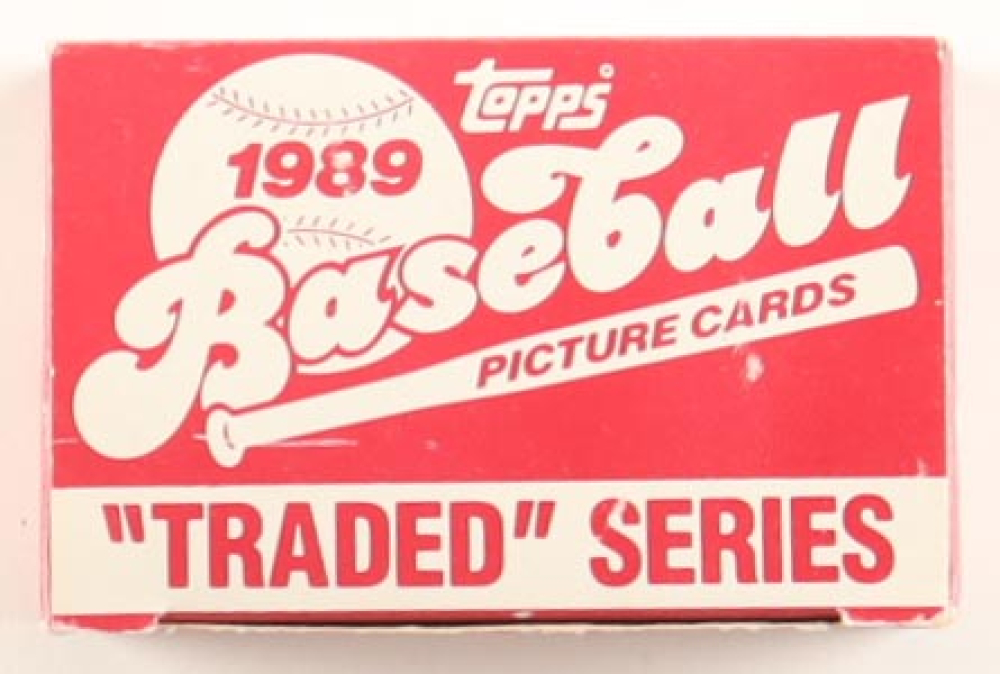 topps®
1989
Baseball
PICTURE CARDS
"TRADED" SERIES